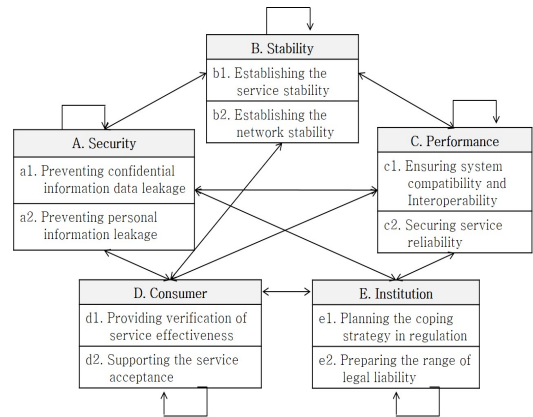 B. Stability
b1. Establishing the
service stability
b2. Establishing the
network stability
A. Security
a1. Preventing confidential
information data leakage
a2. Preventing personal
information leakage
C. Performance
c1. Ensuring system
compatibility and
Interoperability
c2. Securing service
reliability
D. Consumer
d1. Providing verification of
service effectiveness
d2. Supporting the service
acceptance
E. Institution
e1. Planning the coping
strategy in regulation
e2. Preparing the range of
legal liability